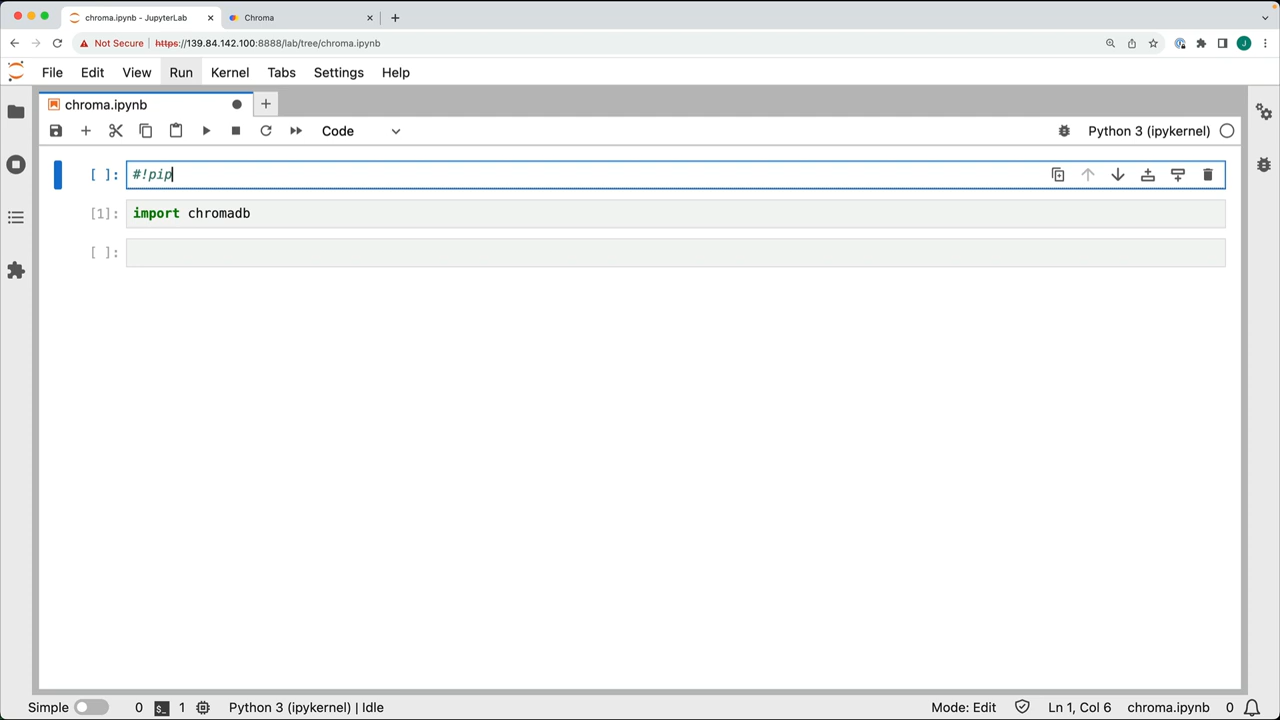 chroma.ipynb - JupyterLab
Chroma
Not Secure
https://139.84.142.100:8888/lab/tree/chroma.ipynb
J
File Edit View Run Kernel Tabs Settings Help
chroma.ipynb
Code
Python 3 (ipykernel)
[ ]: #!pip
[1]: import chromadb
[ ]:
Simple 0 $_ 1 Python 3 (ipykernel) | Idle Mode: Edit Ln 1, Col 6 chroma.ipynb 0